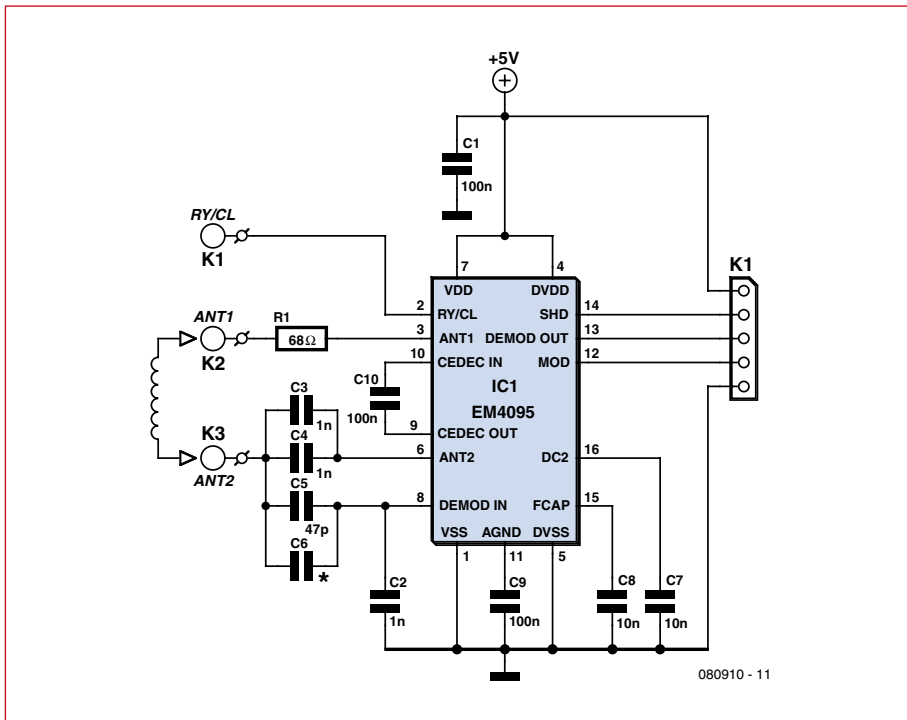 +5V
C1
100n
RY/CL
K1
K1
7
4
VDD
DVDD
2
RY/CL
SHD
14
ANT1
K2
R1
68Ω
3
ANT1
DEMOD OUT
13
10
CEDEC IN
MOD
12
C10
100n
IC1
EM4095
9
CEDEC OUT
C3
1n
C4
1n
K3
ANT2
6
ANT2
DC2
16
C5
47p
8
DEMOD IN
FCAP
15
C6
*
VSS
AGND
DVSS
1
11
5
C2
1n
C9
100n
C8
10n
C7
10n
080910 - 11